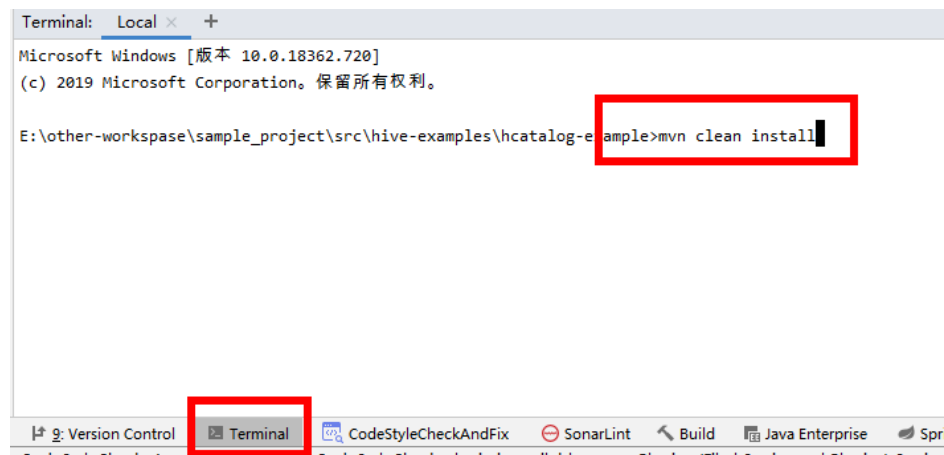 Terminal: Local × +
Microsoft Windows [版本 10.0.18362.720]
(c) 2019 Microsoft Corporation。保留所有权利。
E:\other-workspase\sample_project\src\hive-examples\hcatalog-example>mvn clean install
9: Version Control Terminal CodeStyleCheckAndFix SonarLint Build Java Enterprise Spr